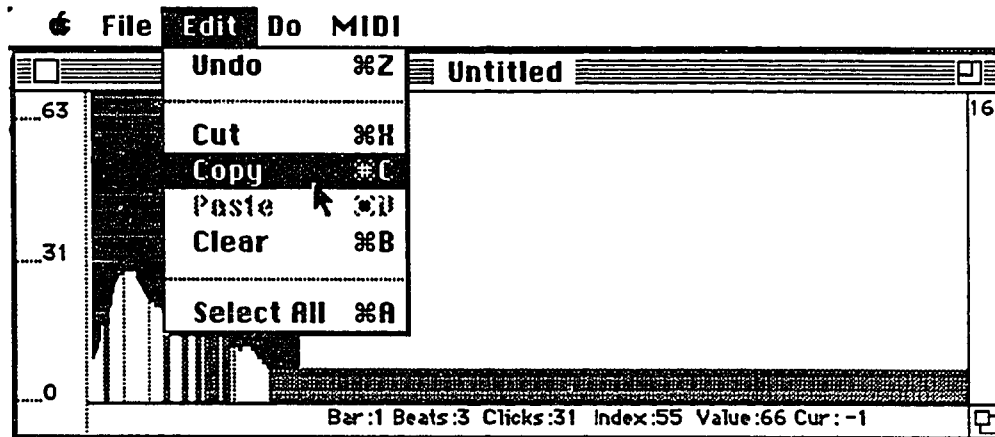 File Edit Do MIDI
Untitled
Undo ⌘Z
Cut ⌘X
Copy ⌘C
Paste ⌘V
Clear ⌘B
Select All ⌘A
63
31
0
16
Bar:1 Beats:3 Clicks:31 Index:55 Value:66 Cur:-1